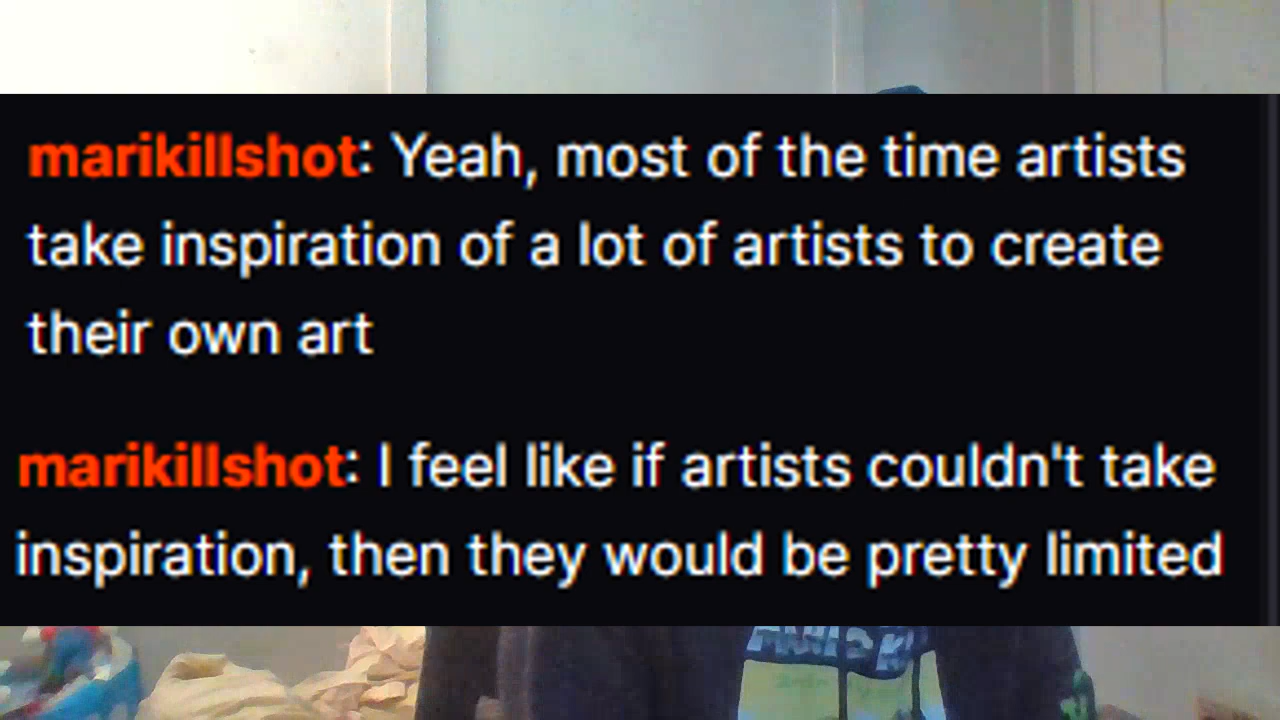 marikillshot: Yeah, most of the time artists
take inspiration of a lot of artists to create
their own art
marikillshot: I feel like if artists couldn't take
inspiration, then they would be pretty limited